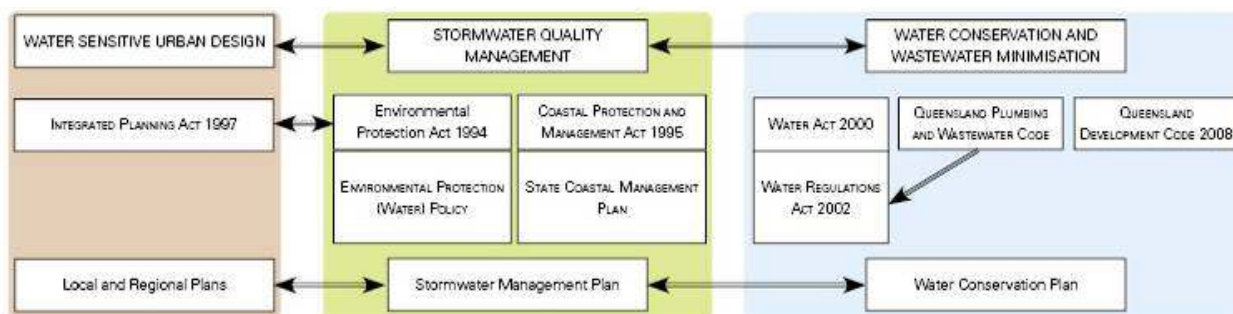 WATER SENSITIVE URBAN DESIGN
STORMWATER QUALITY
MANAGEMENT
WATER CONSERVATION AND
WASTEWATER MINIMISATION
INTEGRATED PLANNING ACT 1997
Environmental
Protection Act 1994
COASTAL PROTECTION AND
MANAGEMENT ACT 1995
WATER ACT 2000
QUEENSLAND PLUMBING
AND WASTEWATER CODE
QUEENSLAND
DEVELOPMENT CODE 2008
ENVIRONMENTAL PROTECTION
(WATER) POLICY
STATE COASTAL MANAGEMENT
PLAN
WATER REGULATIONS
ACT 2002
Local and Regional Plans
Stormwater Management Plan
Water Conservation Plan